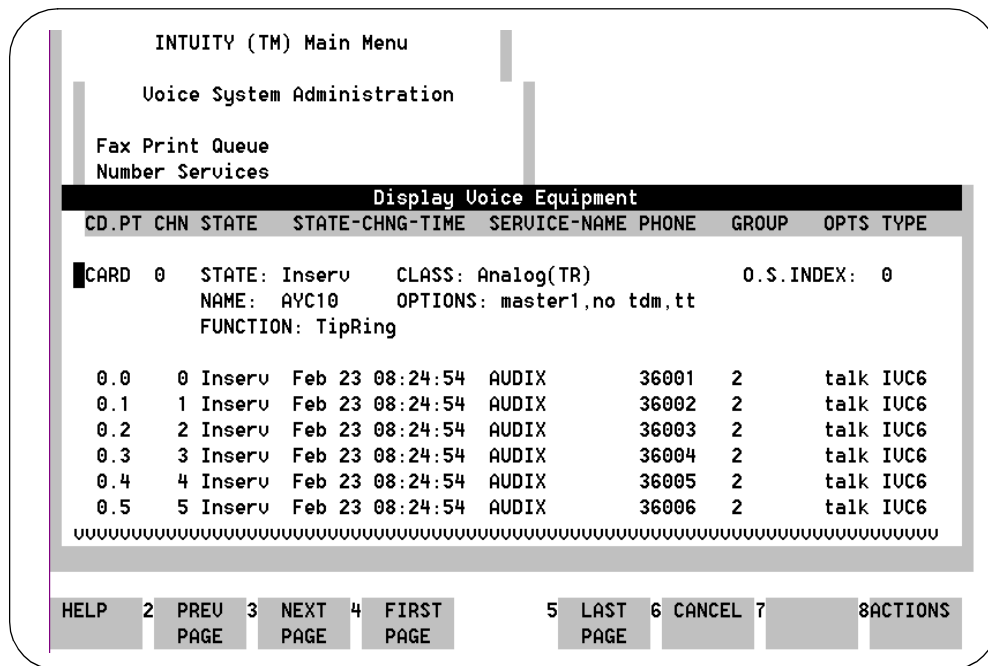 INTUITY (TM) Main Menu
Voice System Administration
Fax Print Queue
Number Services
Display Voice Equipment
CD.PT CHN STATE STATE-CHNG-TIME SERVICE-NAME PHONE GROUP OPTS TYPE
CARD 0 STATE: Inserv CLASS: Analog(TR) O.S.INDEX: 0
NAME: AYC10 OPTIONS: master1,no tdm,tt
FUNCTION: TipRing
0.0 0 Inserv Feb 23 08:24:54 AUDIX 36001 2 talk IVC6
0.1 1 Inserv Feb 23 08:24:54 AUDIX 36002 2 talk IVC6
0.2 2 Inserv Feb 23 08:24:54 AUDIX 36003 2 talk IVC6
0.3 3 Inserv Feb 23 08:24:54 AUDIX 36004 2 talk IVC6
0.4 4 Inserv Feb 23 08:24:54 AUDIX 36005 2 talk IVC6
0.5 5 Inserv Feb 23 08:24:54 AUDIX 36006 2 talk IVC6
vvvvvvvvvvvvvvvvvvvvvvvvvvvvvvvvvvvvvvvvvvvvvvvvvvvvvvvvvvvvvvvvvvvvvvvvvvv
HELP 2 PREV 3 NEXT 4 FIRST 5 LAST 6 CANCEL 7 8ACTIONS
PAGE PAGE PAGE PAGE